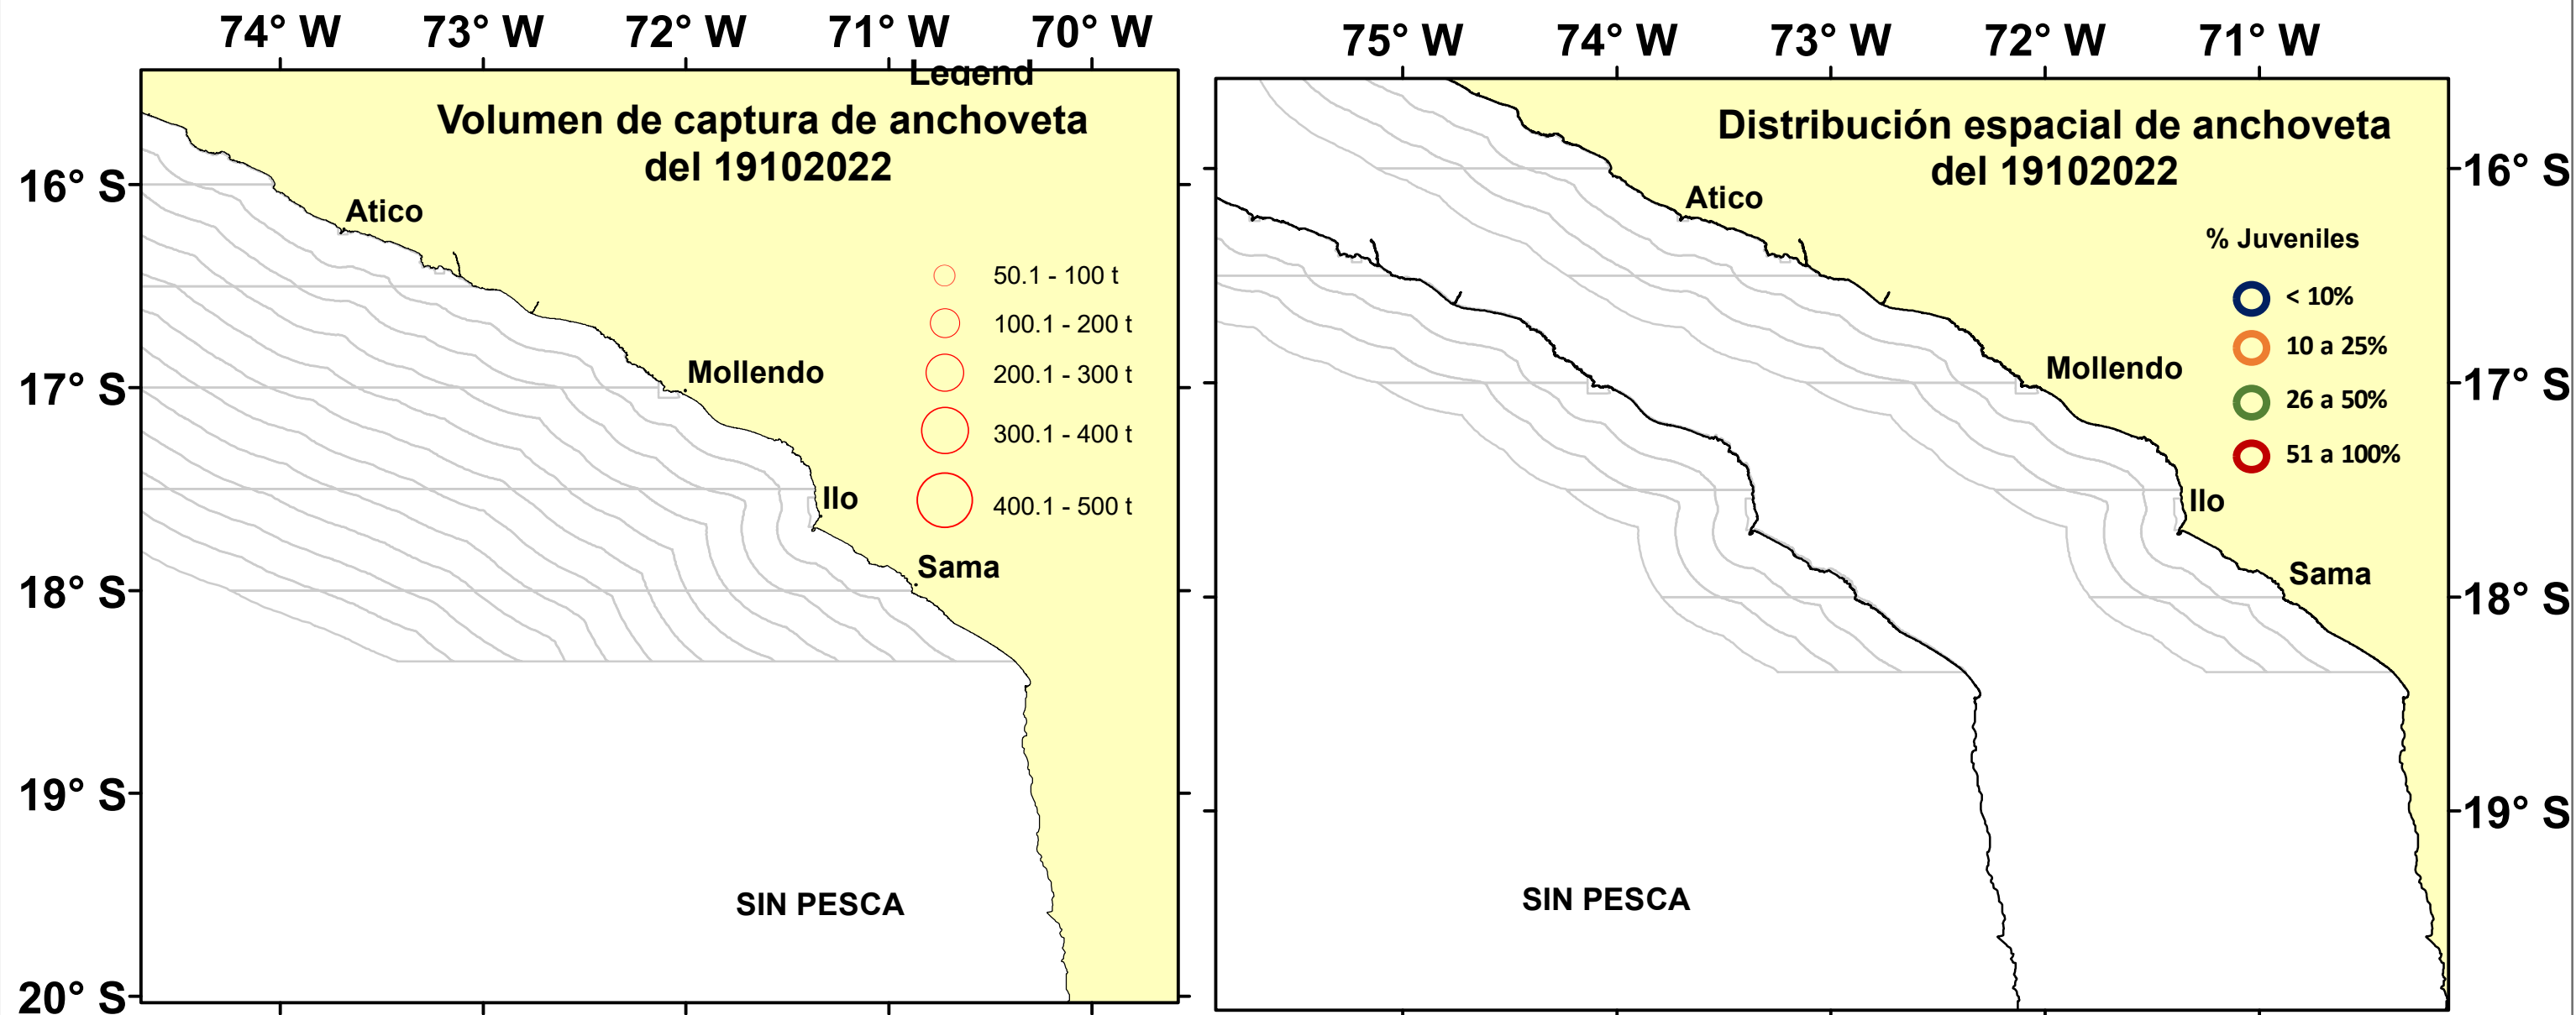 74° W 73° W 72° W 71° W 70° W
Legend
Volumen de captura de anchoveta
del 19102022
16° S
Atico
50.1 - 100 t
100.1 - 200 t
Mollendo
200.1 - 300 t
17° S
300.1 - 400 t
Ilo
400.1 - 500 t
Sama
18° S
19° S
SIN PESCA
20° S
75° W 74° W 73° W 72° W 71° W
Distribución espacial de anchoveta
del 19102022
16° S
Atico
% Juveniles
< 10%
10 a 25%
Mollendo
17° S
26 a 50%
51 a 100%
Ilo
Sama
18° S
19° S
SIN PESCA